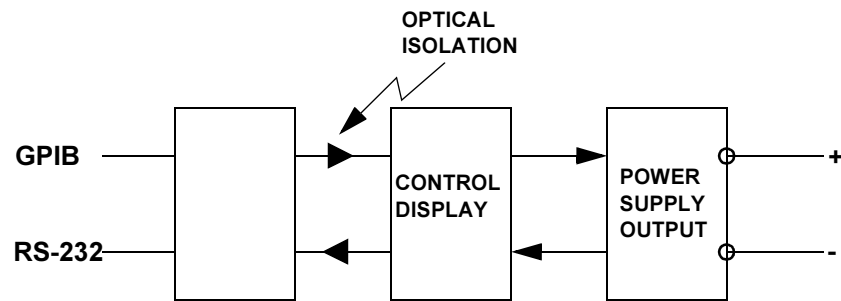 OPTICAL
ISOLATION
GPIB
RS-232
CONTROL
DISPLAY
POWER
SUPPLY
OUTPUT
+
-